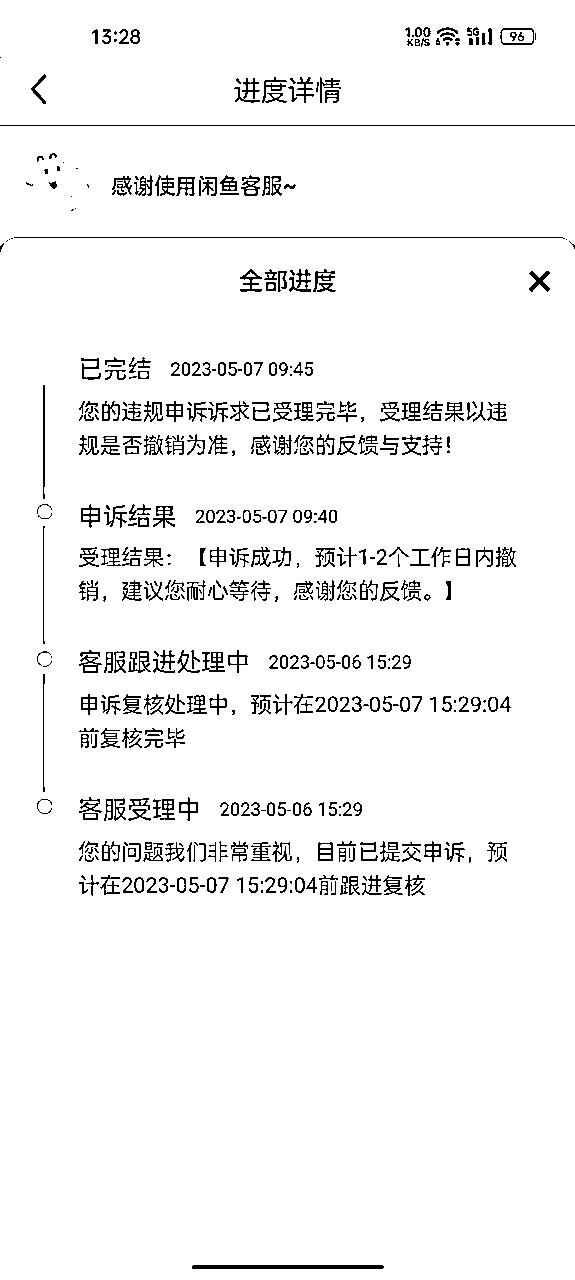 13:28
1.00 KB/S 5G 96
进度详情
感谢使用闲鱼客服~
全部进度
已完结 2023-05-07 09:45
您的违规申诉诉求已受理完毕，受理结果以违
规是否撤销为准，感谢您的反馈与支持！
申诉结果 2023-05-07 09:40
受理结果：【申诉成功，预计1-2个工作日内撤
销，建议您耐心等待，感谢您的反馈。】
客服跟进处理中 2023-05-06 15:29
申诉复核处理中，预计在2023-05-07 15:29:04
前复核完毕
客服受理中 2023-05-06 15:29
您的问题我们非常重视，目前已提交申诉，预
计在2023-05-07 15:29:04前跟进复核